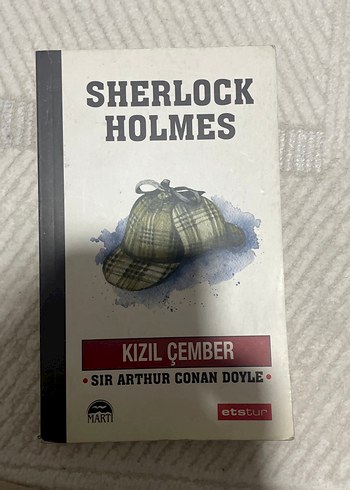 SHERLOCK
HOLMES
KIZIL ÇEMBER
• SIR ARTHUR CONAN DOYLE •
MARTI
etstur